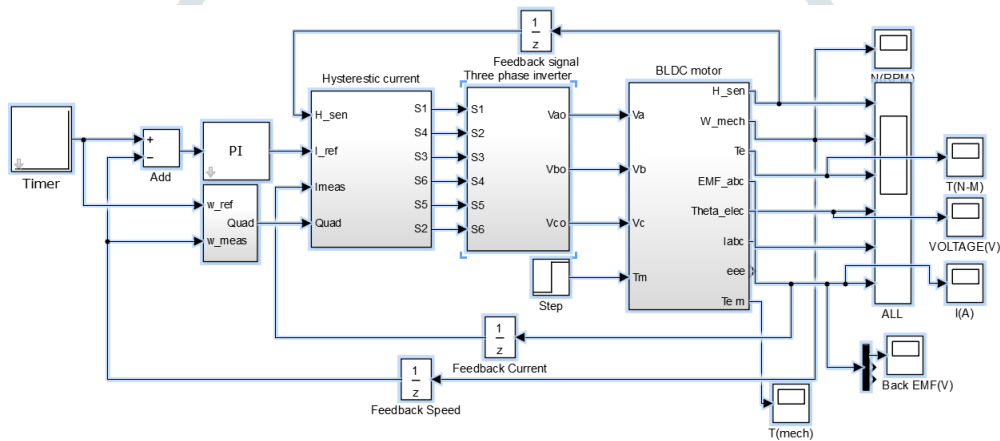 Timer
+
−
Add
PI
w_ref
w_meas
Quad
Hysterestic current
H_sen
I_ref
Imeas
Quad
S1
S4
S3
S6
S5
S2
1
z
Feedback signal
Three phase inverter
S1
S2
S3
S4
S5
S6
Vao
Vbo
Vco
Step
BLDC motor
Va
Vb
Vc
Tm
H_sen
W_mech
Te
EMF_abc
Theta_elec
Iabc
eee
Te m
N(RPM)
T(N-M)
VOLTAGE(V)
I(A)
ALL
Back EMF(V)
T(mech)
1
z
Feedback Current
1
z
Feedback Speed